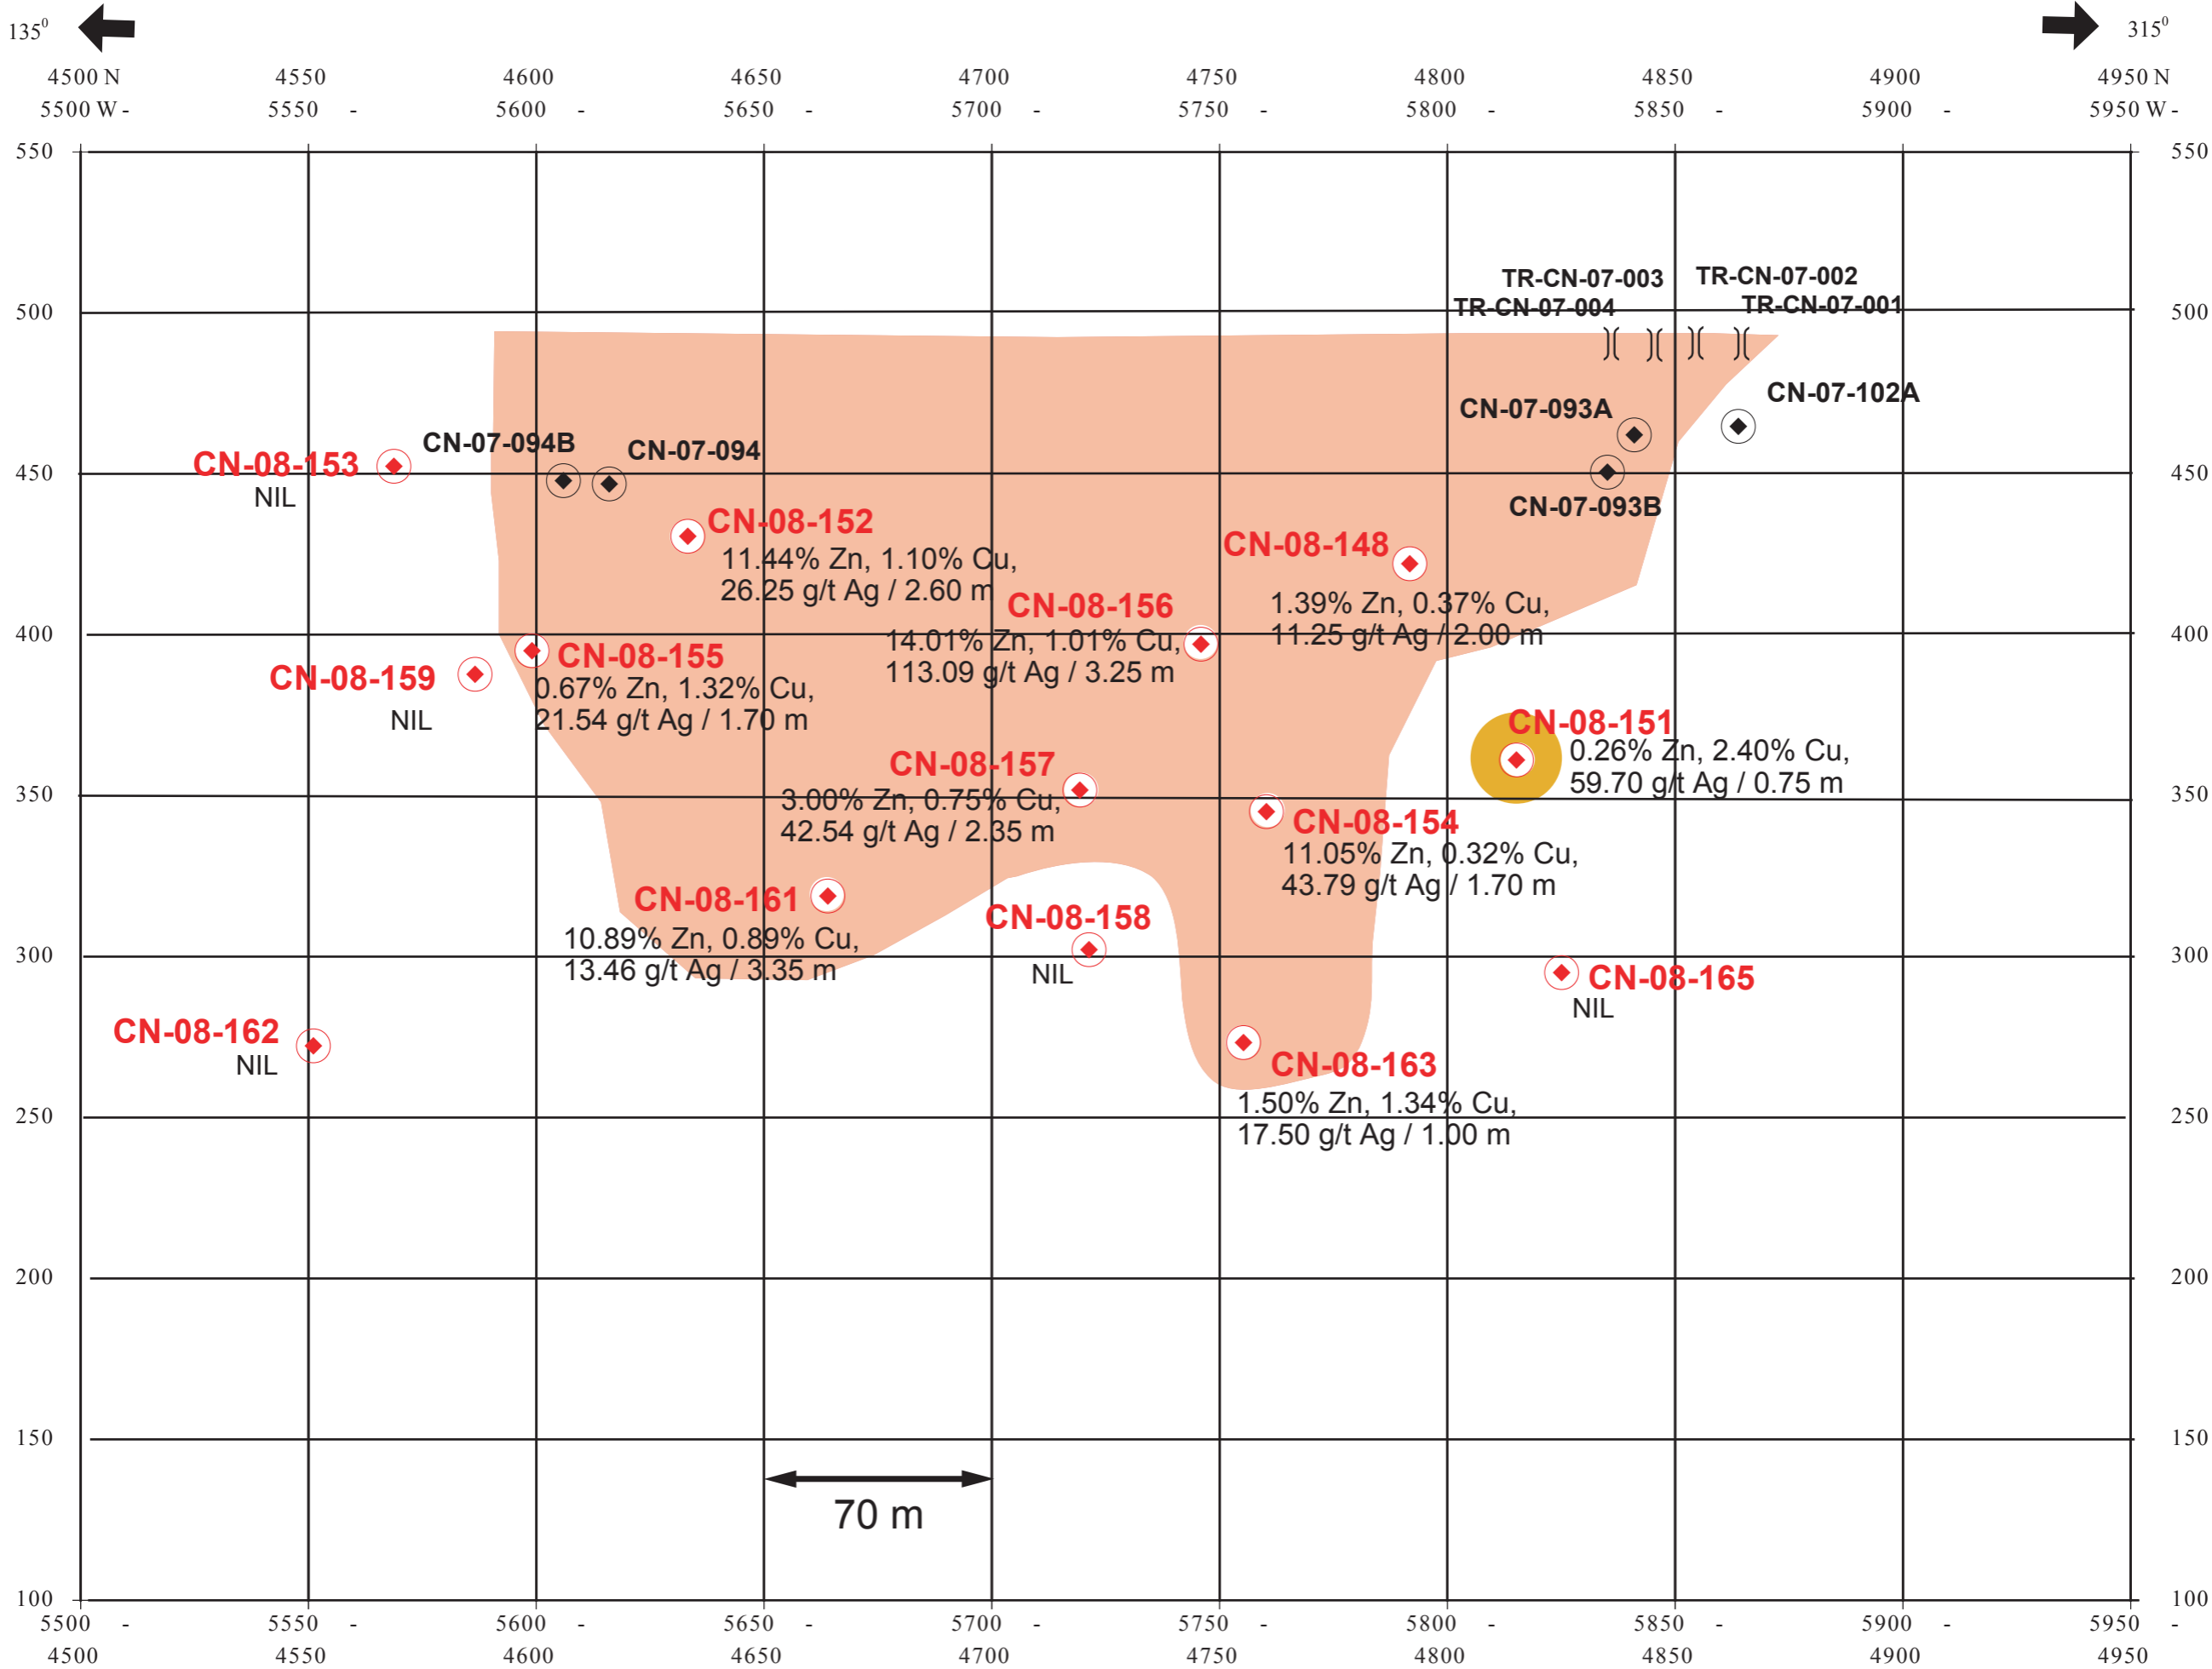 135⁰ 315⁰
4500 N 4550 4600 4650 4700 4750 4800 4850 4900 4950 N
5500 W - 5550 - 5600 - 5650 - 5700 - 5750 - 5800 - 5850 - 5900 - 5950 W -
550 550
TR-CN-07-003 TR-CN-07-002
TR-CN-07-004 TR-CN-07-001
500 500
CN-07-102A
CN-07-093A
CN-07-094B CN-07-094
CN-08-153
NIL
450 450
CN-07-093B
CN-08-152
11.44% Zn, 1.10% Cu,
26.25 g/t Ag / 2.60 m
CN-08-148
1.39% Zn, 0.37% Cu,
11.25 g/t Ag / 2.00 m
CN-08-156
14.01% Zn, 1.01% Cu,
113.09 g/t Ag / 3.25 m
400 400
CN-08-155
0.67% Zn, 1.32% Cu,
21.54 g/t Ag / 1.70 m
CN-08-159
NIL
CN-08-151
0.26% Zn, 2.40% Cu,
59.70 g/t Ag / 0.75 m
CN-08-157
3.00% Zn, 0.75% Cu,
42.54 g/t Ag / 2.35 m
350 350
CN-08-154
11.05% Zn, 0.32% Cu,
43.79 g/t Ag / 1.70 m
CN-08-161
10.89% Zn, 0.89% Cu,
13.46 g/t Ag / 3.35 m
CN-08-158
NIL
300 300
CN-08-165
NIL
CN-08-162
NIL
CN-08-163
1.50% Zn, 1.34% Cu,
17.50 g/t Ag / 1.00 m
250 250
200 200
150 150
70 m
100 100
5500 - 5550 - 5600 - 5650 - 5700 - 5750 - 5800 - 5850 - 5900 - 5950 -
4500 4550 4600 4650 4700 4750 4800 4850 4900 4950